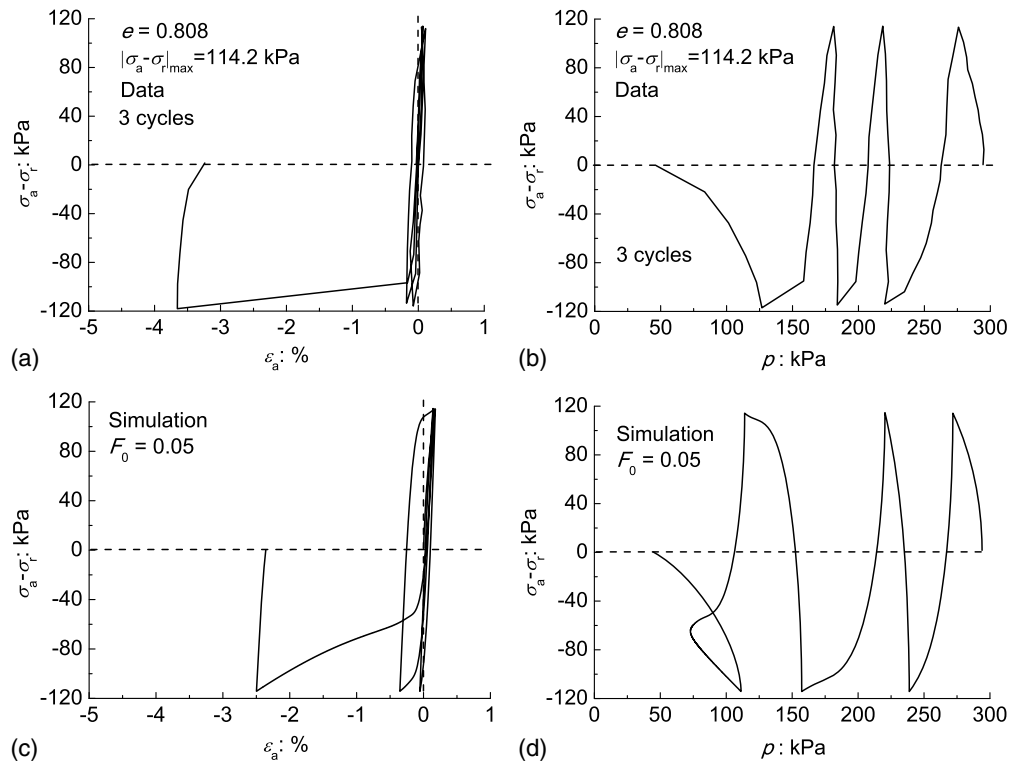 120
80
40
0
-40
-80
-120
σa-σr: kPa
e = 0.808
|σa-σr|max=114.2 kPa
Data
3 cycles
-5 -4 -3 -2 -1 0 1
(a)
εa: %
120
80
40
0
-40
-80
-120
σa-σr: kPa
e = 0.808
|σa-σr|max=114.2 kPa
Data
3 cycles
0 50 100 150 200 250 300
(b)
p : kPa
120
80
40
0
-40
-80
-120
σa-σr: kPa
Simulation
F0 = 0.05
-5 -4 -3 -2 -1 0 1
(c)
εa: %
120
80
40
0
-40
-80
-120
σa-σr: kPa
Simulation
F0 = 0.05
0 50 100 150 200 250 300
(d)
p : kPa